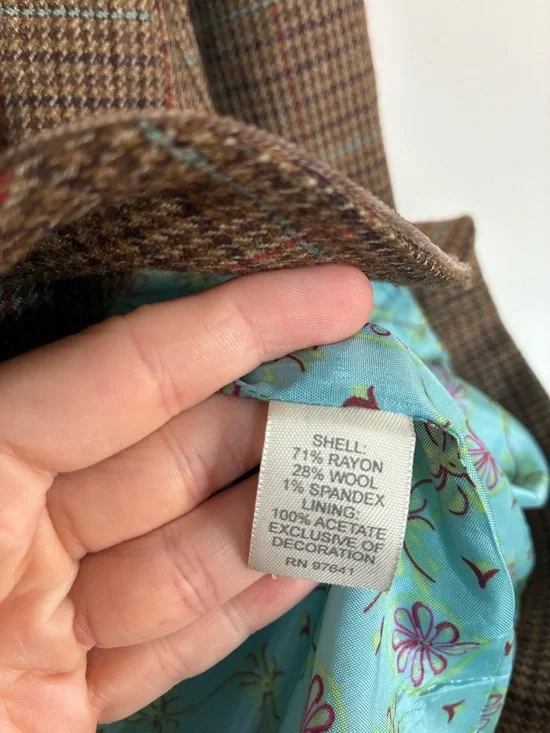 SHELL:
71% RAYON
28% WOOL
1% SPANDEX
LINING:
100% ACETATE
EXCLUSIVE OF
DECORATION
RN 97641